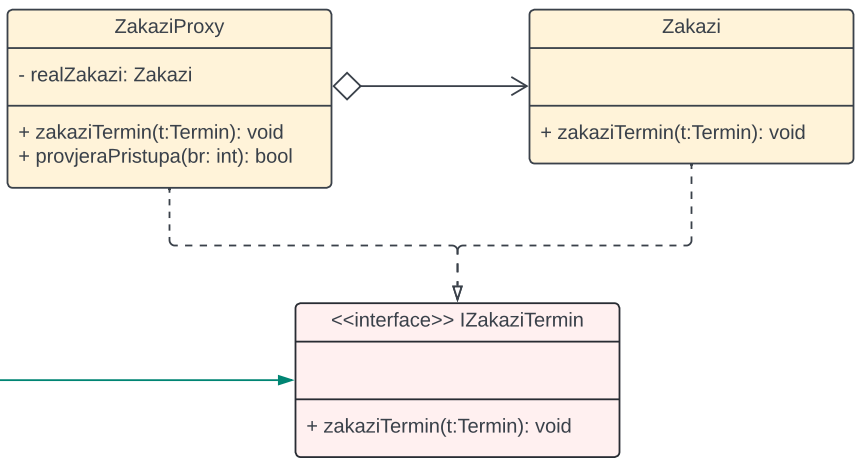 ZakaziProxy
- realZakazi: Zakazi
+ zakaziTermin(t:Termin): void
+ provjeraPristupa(br: int): bool
Zakazi
+ zakaziTermin(t:Termin): void
<<interface>> IZakaziTermin
+ zakaziTermin(t:Termin): void